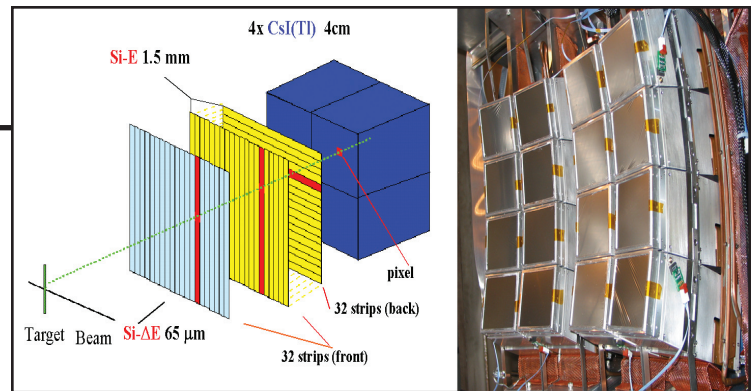 4x CsI(Tl) 4cm
Si-E 1.5 mm
pixel
32 strips (back)
Target
Beam
Si-ΔE 65 μm
32 strips (front)